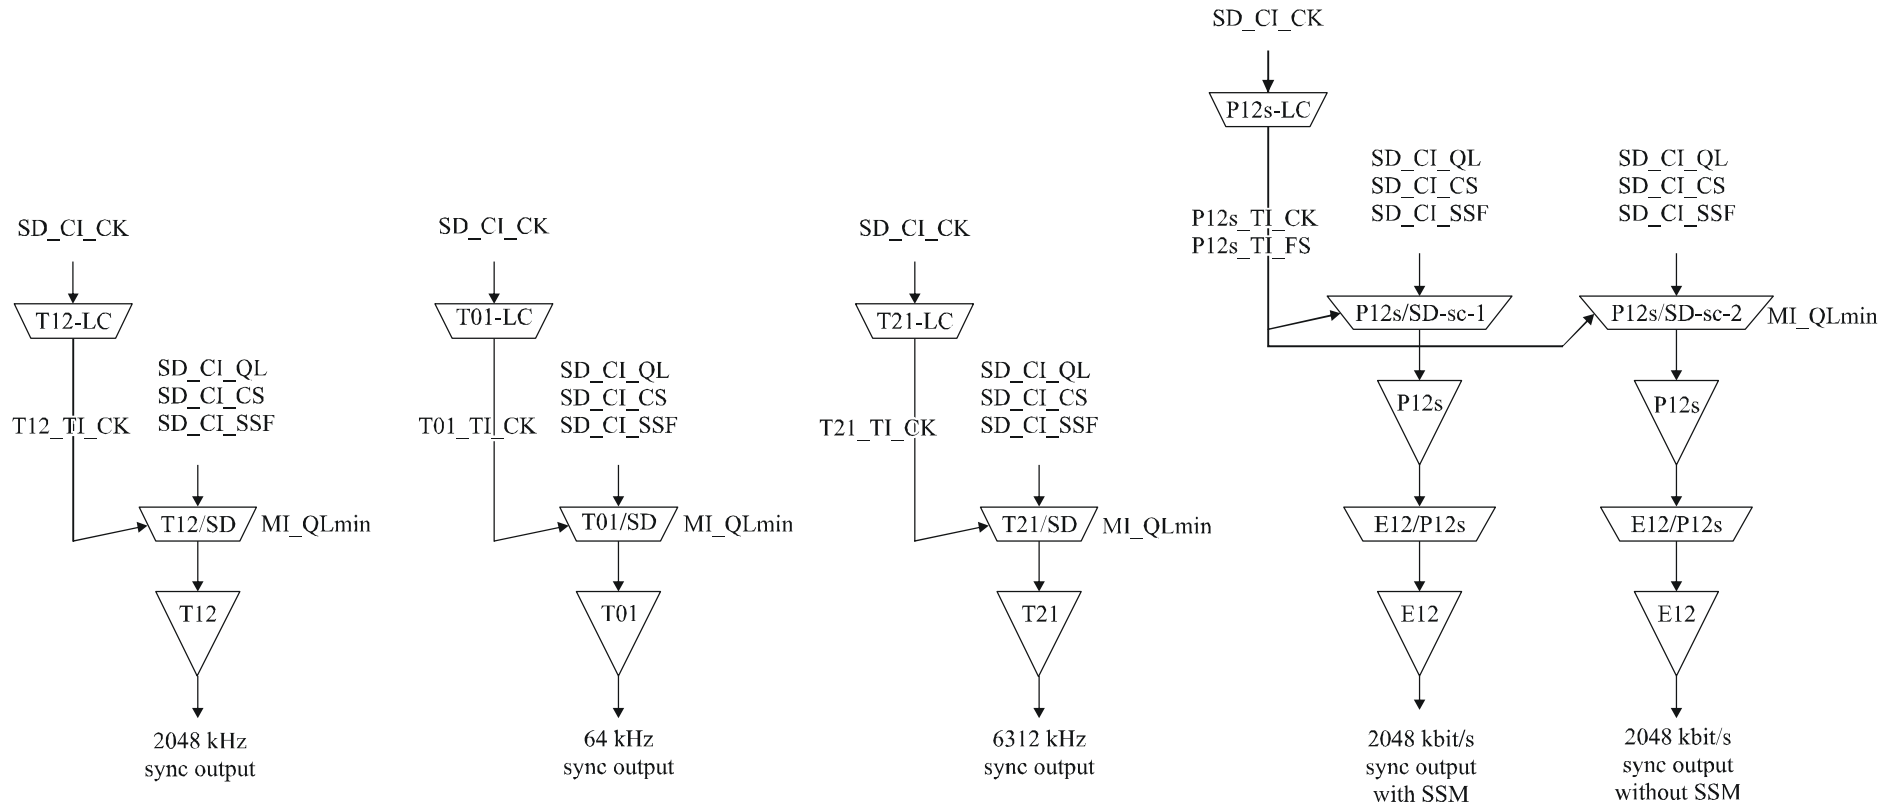 SD_CI_CK
T12-LC
SD_CI_QL
SD_CI_CS
SD_CI_SSF
T12_TI_CK
T12/SD
MI_QLmin
T12
2048 kHz
sync output
SD_CI_CK
T01-LC
SD_CI_QL
SD_CI_CS
SD_CI_SSF
T01_TI_CK
T01/SD
MI_QLmin
T01
64 kHz
sync output
SD_CI_CK
T21-LC
SD_CI_QL
SD_CI_CS
SD_CI_SSF
T21_TI_CK
T21/SD
MI_QLmin
T21
6312 kHz
sync output
SD_CI_CK
P12s-LC
P12s_TI_CK
P12s_TI_FS
SD_CI_QL
SD_CI_CS
SD_CI_SSF
P12s/SD-sc-1
P12s
E12/P12s
E12
2048 kbit/s
sync output
with SSM
SD_CI_QL
SD_CI_CS
SD_CI_SSF
P12s/SD-sc-2
MI_QLmin
P12s
E12/P12s
E12
2048 kbit/s
sync output
without SSM